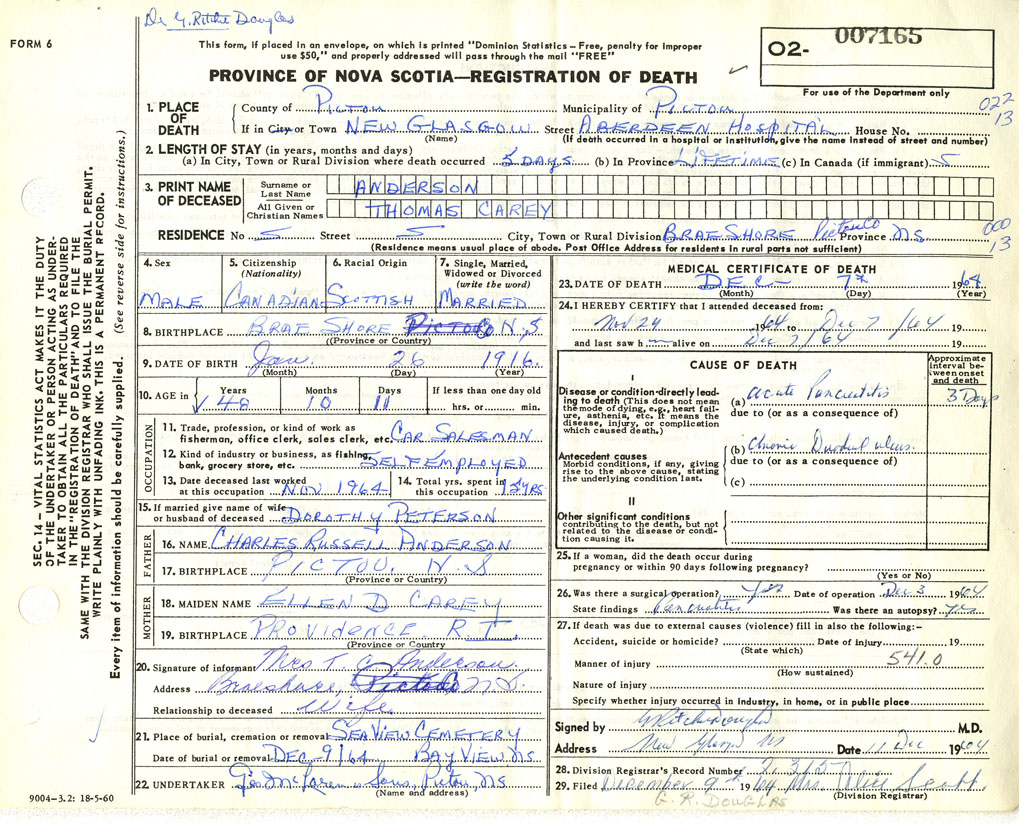 Dr G. Ritchie Douglas
FORM 6
This form, if placed in an envelope, on which is printed "Dominion Statistics—Free, penalty for improper
use $50," and properly addressed will pass through the mail "FREE"
PROVINCE OF NOVA SCOTIA—REGISTRATION OF DEATH
O2- 007165
For use of the Department only
022
13
1. PLACE OF DEATH
County of PICTOU Municipality of PICTOU
If in City or Town NEW GLASGOW Street ABERDEEN HOSPITAL House No.
(Name) (If death occurred in a hospital or institution, give the name instead of street and number)
2. LENGTH OF STAY (in years, months and days)
(a) In City, Town or Rural Division where death occurred 5 DAYS (b) In Province LIFETIME (c) In Canada (if immigrant)
3. PRINT NAME OF DECEASED
Surname or Last Name ANDERSON
All Given or Christian Names THOMAS CAREY
RESIDENCE No Street City, Town or Rural Division BRAE SHORE Pictou Co Province N.S
000
13
(Residence means usual place of abode. Post Office Address for residents in rural parts not sufficient)
4. Sex MALE
5. Citizenship (Nationality) CANADIAN
6. Racial Origin SCOTTISH
7. Single, Married, Widowed or Divorced (write the word) MARRIED
8. BIRTHPLACE BRAE SHORE N.S
(Province or Country)
9. DATE OF BIRTH Jan. 26 1916.
(Month) (Day) (Year)
10. AGE in Years 48 Months 10 Days 11 If less than one day old hrs. or min.
OCCUPATION
11. Trade, profession, or kind of work as
fisherman, office clerk, sales clerk, etc. CAR SALESMAN
12. Kind of industry or business, as fishing,
bank, grocery store, etc. SELF EMPLOYED
13. Date deceased last worked
at this occupation NOV 1964
14. Total yrs. spent in
this occupation 15 YRS
15. If married give name of wife
or husband of deceased DOROTHY PETERSON
FATHER
16. NAME CHARLES RUSSELL ANDERSON
17. BIRTHPLACE PICTOU. N.S
(Province or Country)
MOTHER
18. MAIDEN NAME ELLEN D CAREY
19. BIRTHPLACE PROVIDENCE R I.
(Province or Country)
20. Signature of informant Mrs T C Anderson
Address Braeshore, N.S.
Relationship to deceased Wife
21. Place of burial, cremation or removal SEAVIEW CEMETERY
Date of burial or removal DEC 9/64 BAY VIEW N.S
22. UNDERTAKER Geo McLaren & Sons, Pictou, N.S
(Name and address)
MEDICAL CERTIFICATE OF DEATH
23. DATE OF DEATH DEC - 7th 1964
(Month) (Day) (Year)
24. I HEREBY CERTIFY that I attended deceased from:
Nov 24 1964 to Dec 7/64 19
and last saw h im alive on Dec 7/64 19
CAUSE OF DEATH
Approximate Interval between onset and death
I
Disease or condition directly leading to death (This does not mean the mode of dying, e.g., heart failure, asthenia, etc. It means the disease, injury, or complication which caused death.)
(a) Acute Pancreatitis 3 Days
due to (or as a consequence of)
Antecedent causes
Morbid conditions, if any, giving rise to the above cause, stating the underlying condition last.
(b) Chronic Duodenal ulcer.
due to (or as a consequence of)
(c)
II
Other significant conditions
contributing to the death, but not related to the disease or condition causing it.
25. If a woman, did the death occur during
pregnancy or within 90 days following pregnancy?
(Yes or No)
26. Was there a surgical operation? yes Date of operation Dec 3 1964
State findings Pancreatitis Was there an autopsy? yes
27. If death was due to external causes (violence) fill in also the following:—
Accident, suicide or homicide? Date of injury 19
(State which)
Manner of injury 541.0
(How sustained)
Nature of injury
Specify whether injury occurred in industry, in home, or in public place
Signed by G Ritchie Douglas M.D.
Address New Glasgow NS Date 11 Dec 1964
28. Division Registrar's Record Number
29. Filed December 9th 1964 Mrs. Alice Scott
(Division Registrar)
G. R. DOUGLAS
SEC. 14 — VITAL STATISTICS ACT MAKES IT THE DUTY
OF THE UNDERTAKER OR PERSON ACTING AS UNDER-
TAKER TO OBTAIN ALL THE PARTICULARS REQUIRED
IN THE "REGISTRATION OF DEATH" AND TO FILE THE
SAME WITH THE DIVISION REGISTRAR WHO SHALL ISSUE THE BURIAL PERMIT.
WRITE PLAINLY WITH UNFADING INK. THIS IS A PERMANENT RECORD.
Every item of information should be carefully supplied. (See reverse side for instructions.)
9004—3.2: 18-5-60